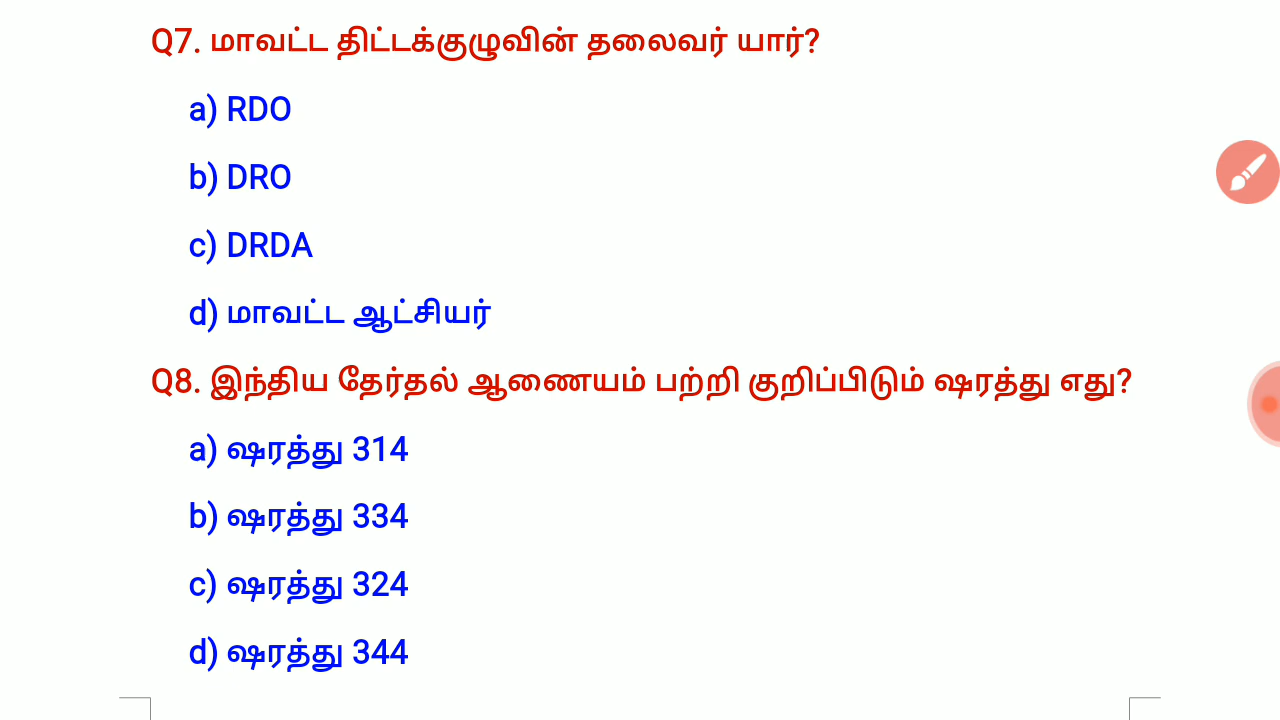 Q7. மாவட்ட திட்டக்குழுவின் தலைவர் யார்?
a) RDO
b) DRO
c) DRDA
d) மாவட்ட ஆட்சியர்
Q8. இந்திய தேர்தல் ஆணையம் பற்றி குறிப்பிடும் ஷரத்து எது?
a) ஷரத்து 314
b) ஷரத்து 334
c) ஷரத்து 324
d) ஷரத்து 344